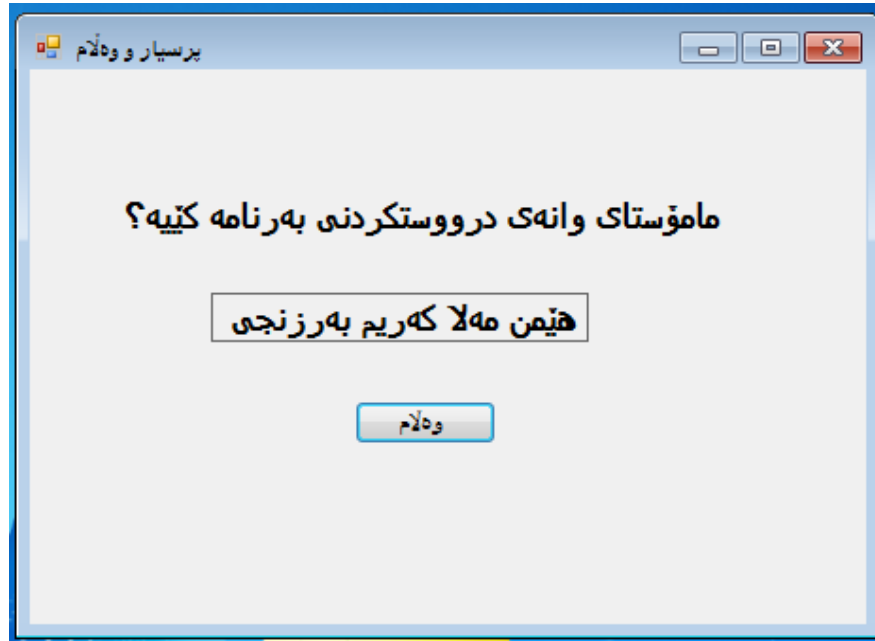 پرسیار و وەڵام
مامۆستای وانەی درووستکردنی بەرنامە کێیە؟
هێمن مەلا کەریم بەرزنجی
وەڵام